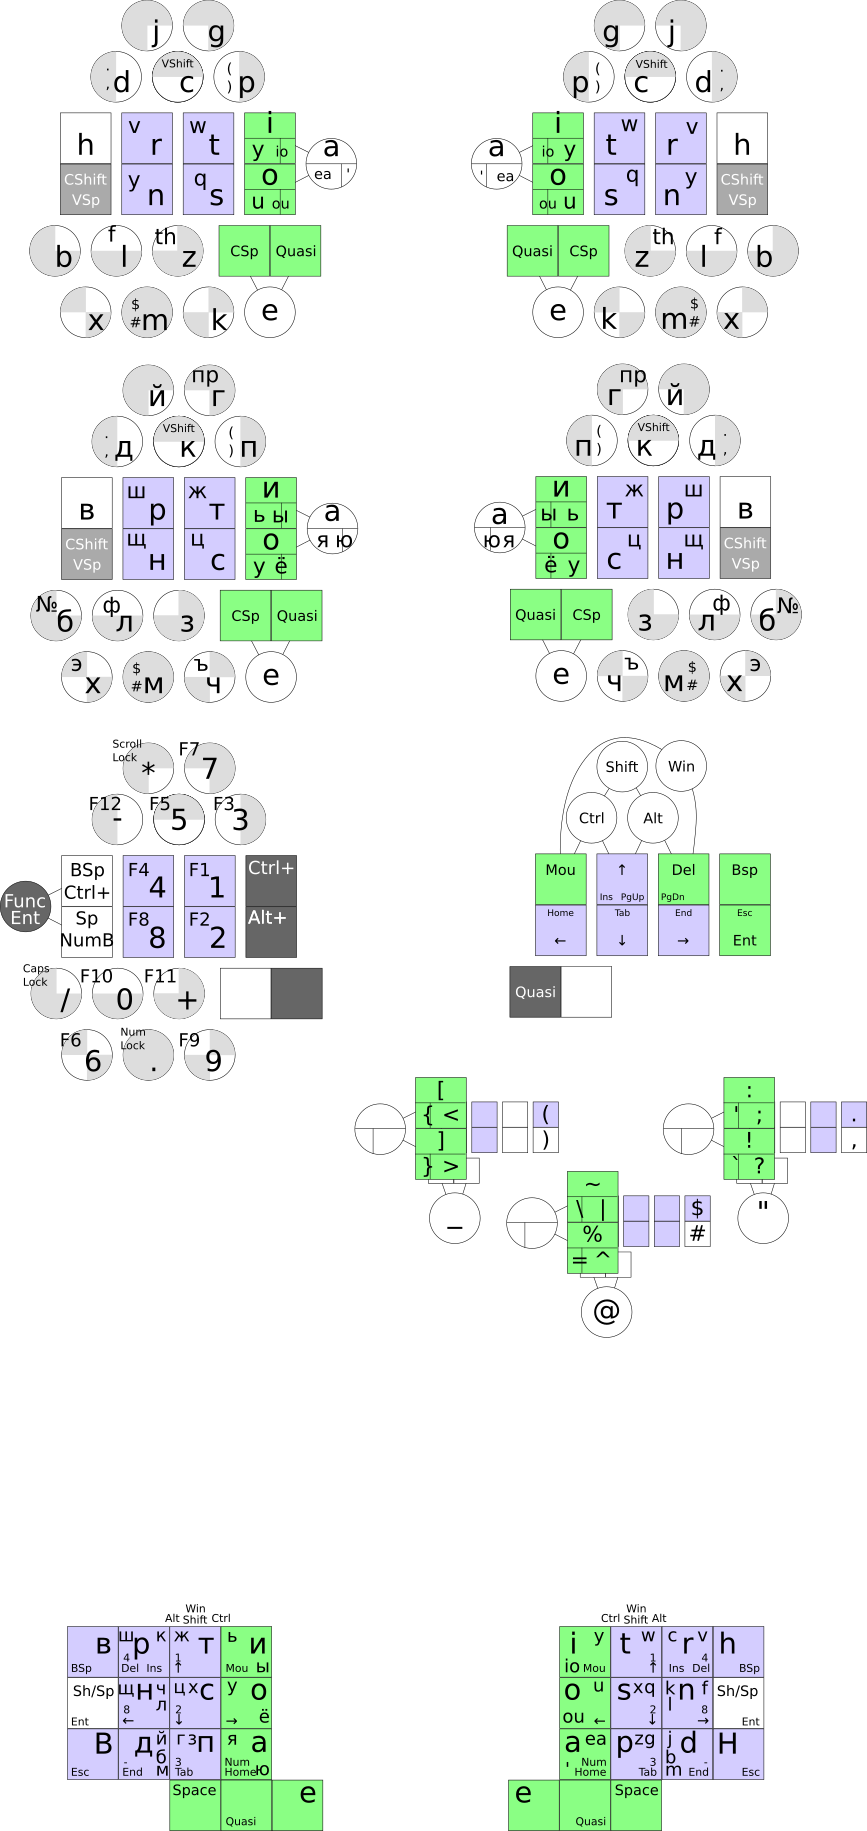 j g
. , d VShift c ( ) p
h v r w t i
y io
a
ea '
CShift VSp y n q s o
u ou
b f l th z CSp Quasi
x $ # m k e
g j
p ( ) VShift c d . ,
i t w r v h
io y
a
' ea
o s q n y CShift VSp
ou u
Quasi CSp z th l f b
e k m $ # x
й пр г
. , д VShift к ( ) п
в ш р ж т и
ь ы
а
я ю
CShift VSp щ н ц с о
у ё
№ б ф л з CSp Quasi
э х $ # м ъ ч е
г пр й
п ( ) VShift к д . ,
и т ж р ш в
ы ь
а
ю я
о с ц н щ CShift VSp
ё у
Quasi CSp з л ф б №
е ч ъ м $ # х э
Scroll Lock * F7 7
F12 - F5 5 F3 3
BSp Ctrl+ F4 4 F1 1 Ctrl+
Func Ent
Sp NumB F8 8 F2 2 Alt+
Caps Lock / F10 0 F11 +
F6 6 Num Lock . F9 9
Shift Win
Ctrl Alt
Mou ↑ Del Bsp
Ins PgUp PgDn
Home Tab End Esc
← ↓ → Ent
Quasi
[
{ < (
] )
} >
_
:
' ; .
! ,
` ?
"
~
\ | $
% #
= ^
@
Win
Alt Shift Ctrl
в ш р к ж т ь и
BSp 4 Del Ins 1 ↑ Mou ы
Sh/Sp щ н ч л ц х с у о
Ent 8 ← 2 ↓ → ё
В д й б м г з п я а
Esc - End 3 Tab Num Home ю
Space е
Quasi
Win
Ctrl Shift Alt
i y t w c r v h
io Mou 1 ↑ Ins 4 Del BSp
o u s x q k l n f Sh/Sp
ou ← 2 ↓ 8 → Ent
a ea p z g j b m d H
' Num Home 3 Tab - End Esc
e Space
Quasi